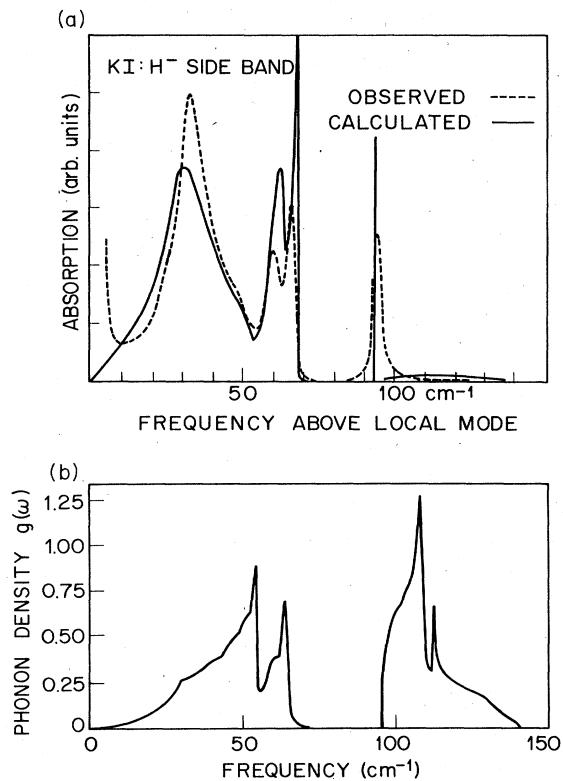 (a)
KI:H⁻ SIDE BAND
OBSERVED -----
CALCULATED ——
ABSORPTION (arb. units)
50 100 cm⁻¹
FREQUENCY ABOVE LOCAL MODE
(b)
PHONON DENSITY g(ω)
1.25
1.00
0.75
0.50
0.25
0
0 50 100 150
FREQUENCY (cm⁻¹)